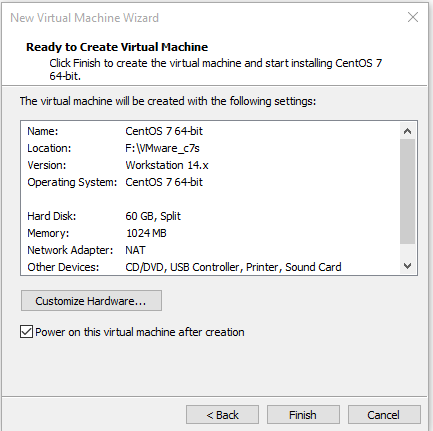 New Virtual Machine Wizard
Ready to Create Virtual Machine
Click Finish to create the virtual machine and start installing CentOS 7
64-bit.
The virtual machine will be created with the following settings:
Name: CentOS 7 64-bit
Location: F:\VMware_c7s
Version: Workstation 14.x
Operating System: CentOS 7 64-bit
Hard Disk: 60 GB, Split
Memory: 1024 MB
Network Adapter: NAT
Other Devices: CD/DVD, USB Controller, Printer, Sound Card
Customize Hardware...
Power on this virtual machine after creation
< Back Finish Cancel